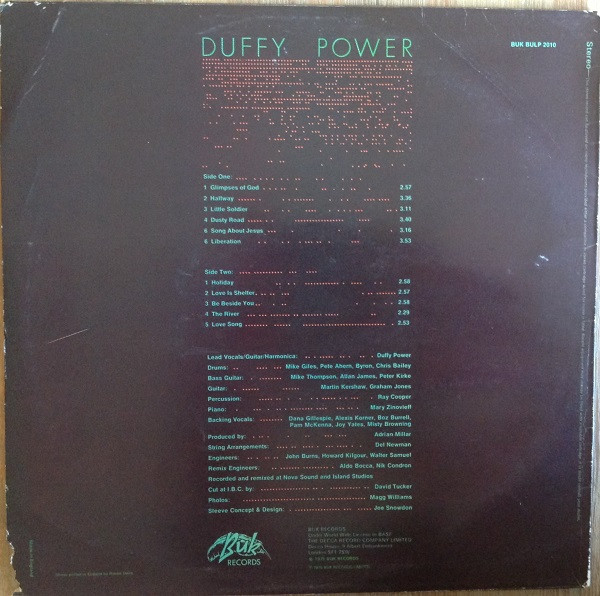 DUFFY POWER
BUK BULP 2010
Stereo
Side One:
1 Glimpses of God 2.57
2 Halfway 3.36
3 Little Soldier 3.11
4 Dusty Road 3.40
6 Song About Jesus 3.16
6 Liberation 3.53
Side Two:
1 Holiday 2.58
2 Love Is Shelter 2.57
3 Be Beside You 2.58
4 The River 2.29
5 Love Song 2.53
Lead Vocals/Guitar/Harmonica: Duffy Power
Drums: Mike Giles, Pete Ahern, Byron, Chris Bailey
Bass Guitar: Mike Thompson, Allan James, Peter Kirke
Guitar: Martin Kershaw, Graham Jones
Percussion: Ray Cooper
Piano: Mary Zinovieff
Backing Vocals: Dana Gillespie, Alexis Korner, Boz Burrell,
Pam McKenna, Joy Yates, Misty Browning
Produced by: Adrian Millar
String Arrangements: Del Newman
Engineers: John Burns, Howard Kilgour, Walter Samuel
Remix Engineers: Aldo Bocca, Nik Condron
Recorded and remixed at Nova Sound and Island Studios
Cut at I.B.C. by: David Tucker
Photos: Magg Williams
Sleeve Concept & Design: Joe Snowdon
Buk
RECORDS
BUK RECORDS
THE DECCA RECORD COMPANY LIMITED